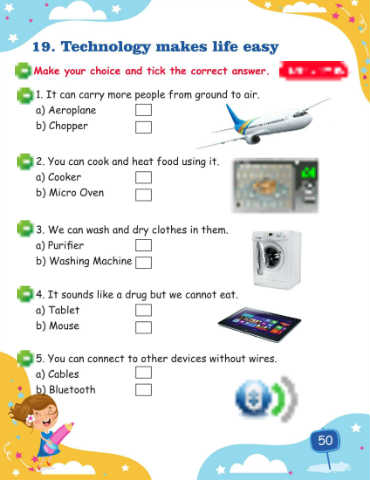 19. Technology makes life easy
Make your choice and tick the correct answer.
1. It can carry more people from ground to air.
a) Aeroplane
b) Chopper
2. You can cook and heat food using it.
a) Cooker
b) Micro Oven
3. We can wash and dry clothes in them.
a) Purifier
b) Washing Machine
4. It sounds like a drug but we cannot eat.
a) Tablet
b) Mouse
5. You can connect to other devices without wires.
a) Cables
b) Bluetooth
50